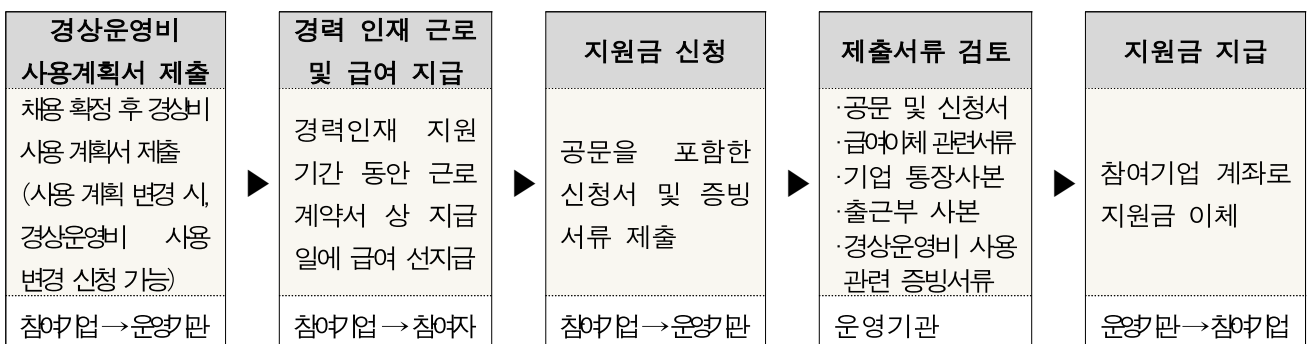 경상운영비
사용계획서 제출
채용 확정 후 경상비
사용 계획서 제출
(사용 계획 변경 시,
경상운영비 사용
변경 신청 가능)
참여기업→운영기관
▶
경력 인재 근로
및 급여 지급
경력인재 지원
기간 동안 근로
계약서 상 지급
일에 급여 선지급
참여기업→참여자
▶
지원금 신청
공문을 포함한
신청서 및 증빙
서류 제출
참여기업→운영기관
▶
제출서류 검토
·공문 및 신청서
·급여이체 관련서류
·기업 통장사본
·출근부 사본
·경상운영비 사용
관련 증빙서류
운영기관
▶
지원금 지급
참여기업 계좌로
지원금 이체
운영기관→참여기업